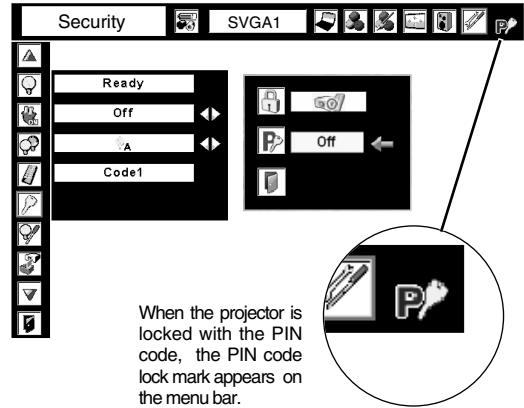 Security
SVGA1
Ready
Off
A
Code1
ON
Off
P
P
P
When the projector is
locked with the PIN
code, the PIN code
lock mark appears on
the menu bar.